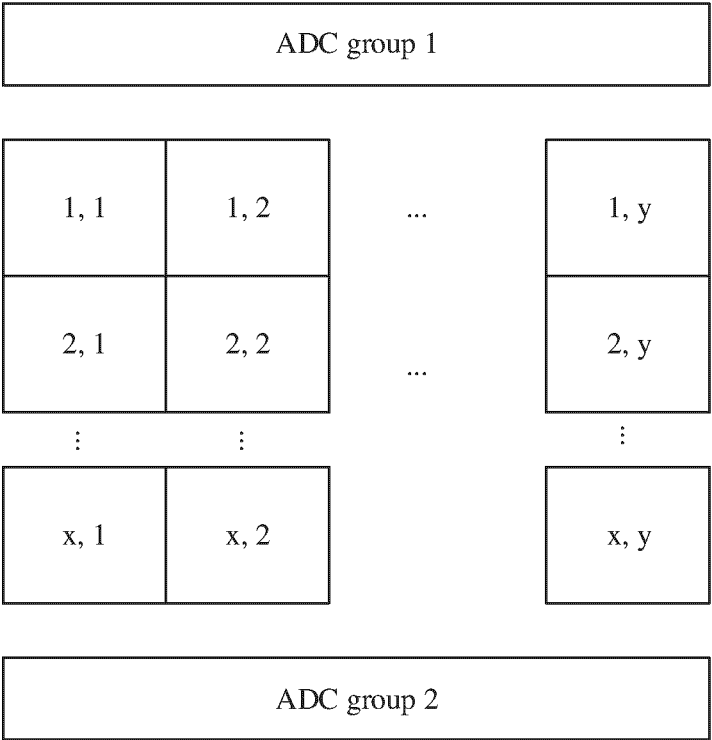 ADC group 1
1, 1 1, 2 ... 1, y
2, 1 2, 2 ... 2, y
⋮ ⋮ ⋮
x, 1 x, 2 x, y
ADC group 2